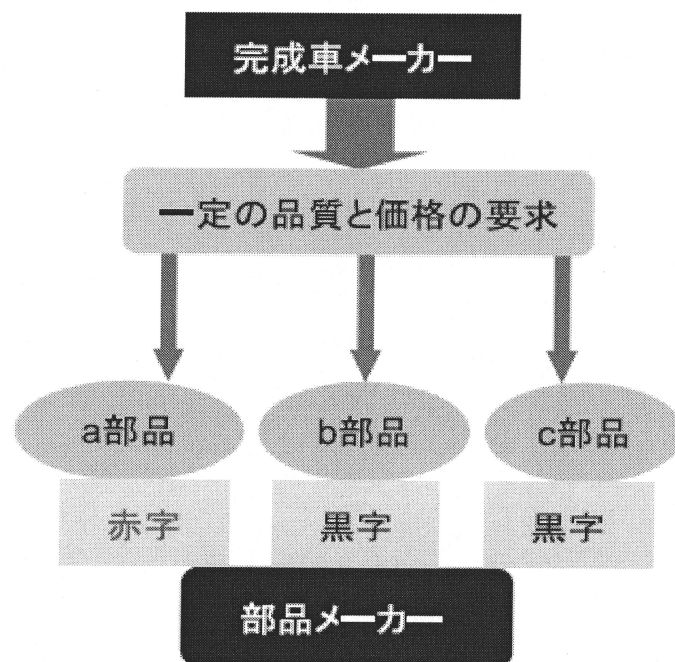 完成車メーカー
一定の品質と価格の要求
a部品 b部品 c部品
赤字 黒字 黒字
部品メーカー